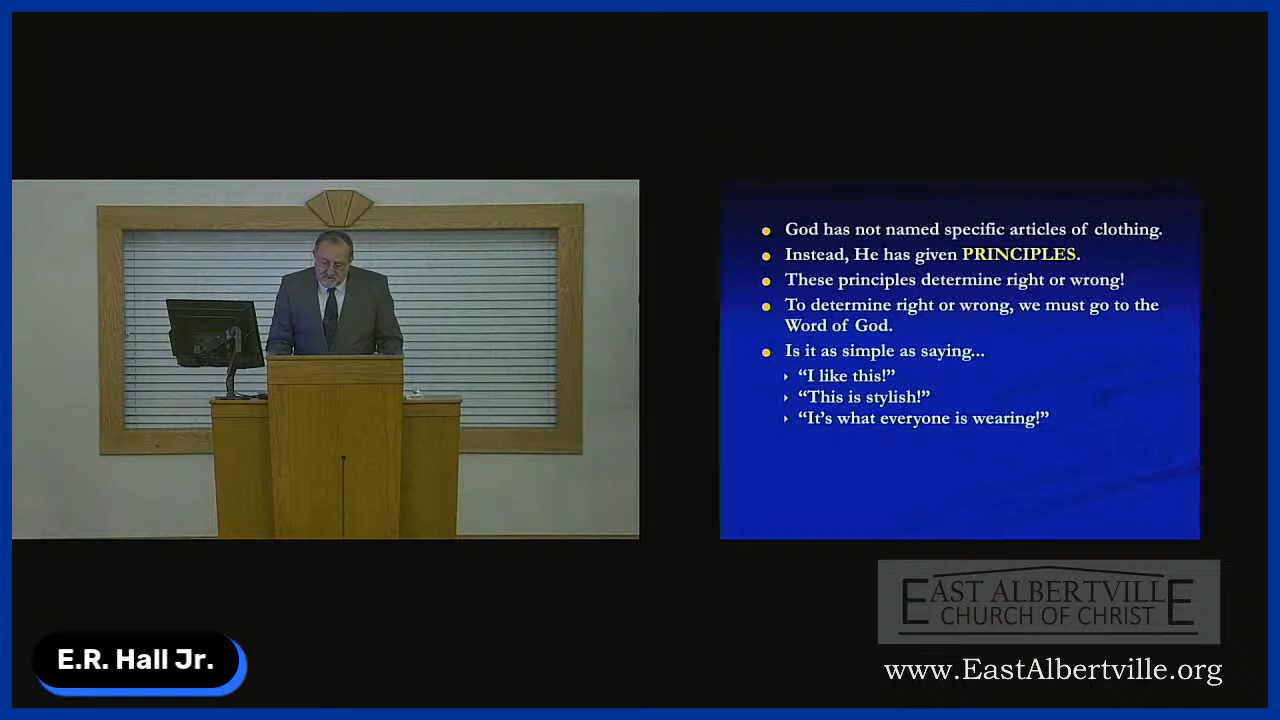 God has not named specific articles of clothing.
Instead, He has given PRINCIPLES.
These principles determine right or wrong!
To determine right or wrong, we must go to the
Word of God.
Is it as simple as saying...
“I like this!”
“This is stylish!”
“It’s what everyone is wearing!”
EAST ALBERTVILLE
CHURCH OF CHRIST
www.EastAlbertville.org
E.R. Hall Jr.